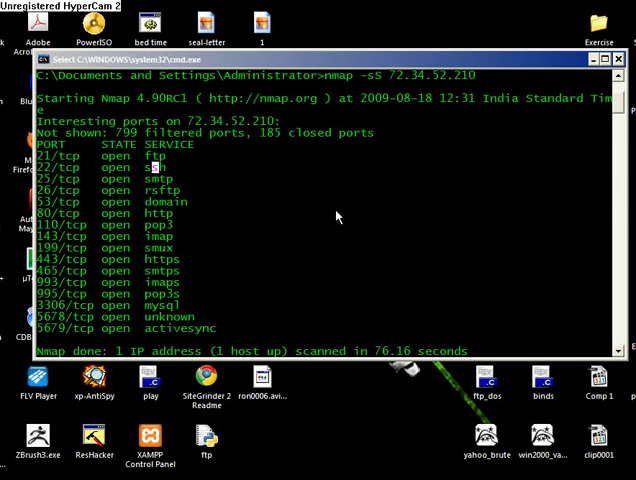 Unregistered HyperCam 2
Adobe
PowerISO
bed time
seal-letter
1
Exercise
Select C:\WINDOWS\system32\cmd.exe
C:\Documents and Settings\Administrator>nmap -sS 72.34.52.210
Starting Nmap 4.90RC1 ( http://nmap.org ) at 2009-08-18 12:31 India Standard Tim
e
Interesting ports on 72.34.52.210:
Not shown: 799 filtered ports, 185 closed ports
PORT STATE SERVICE
21/tcp open ftp
22/tcp open ssh
25/tcp open smtp
26/tcp open rsftp
53/tcp open domain
80/tcp open http
110/tcp open pop3
143/tcp open imap
199/tcp open smux
443/tcp open https
465/tcp open smtps
993/tcp open imaps
995/tcp open pop3s
3306/tcp open mysql
5678/tcp open unknown
5679/tcp open activesync
Nmap done: 1 IP address (1 host up) scanned in 76.16 seconds
FLV Player
xp-AntiSpy
play
SiteGrinder 2
Readme
ron0006.avi...
ftp_dos
binds
Comp 1
ZBrush3.exe
ResHacker
XAMPP
Control Panel
ftp
yahoo_brute
win2000_va...
clip0001